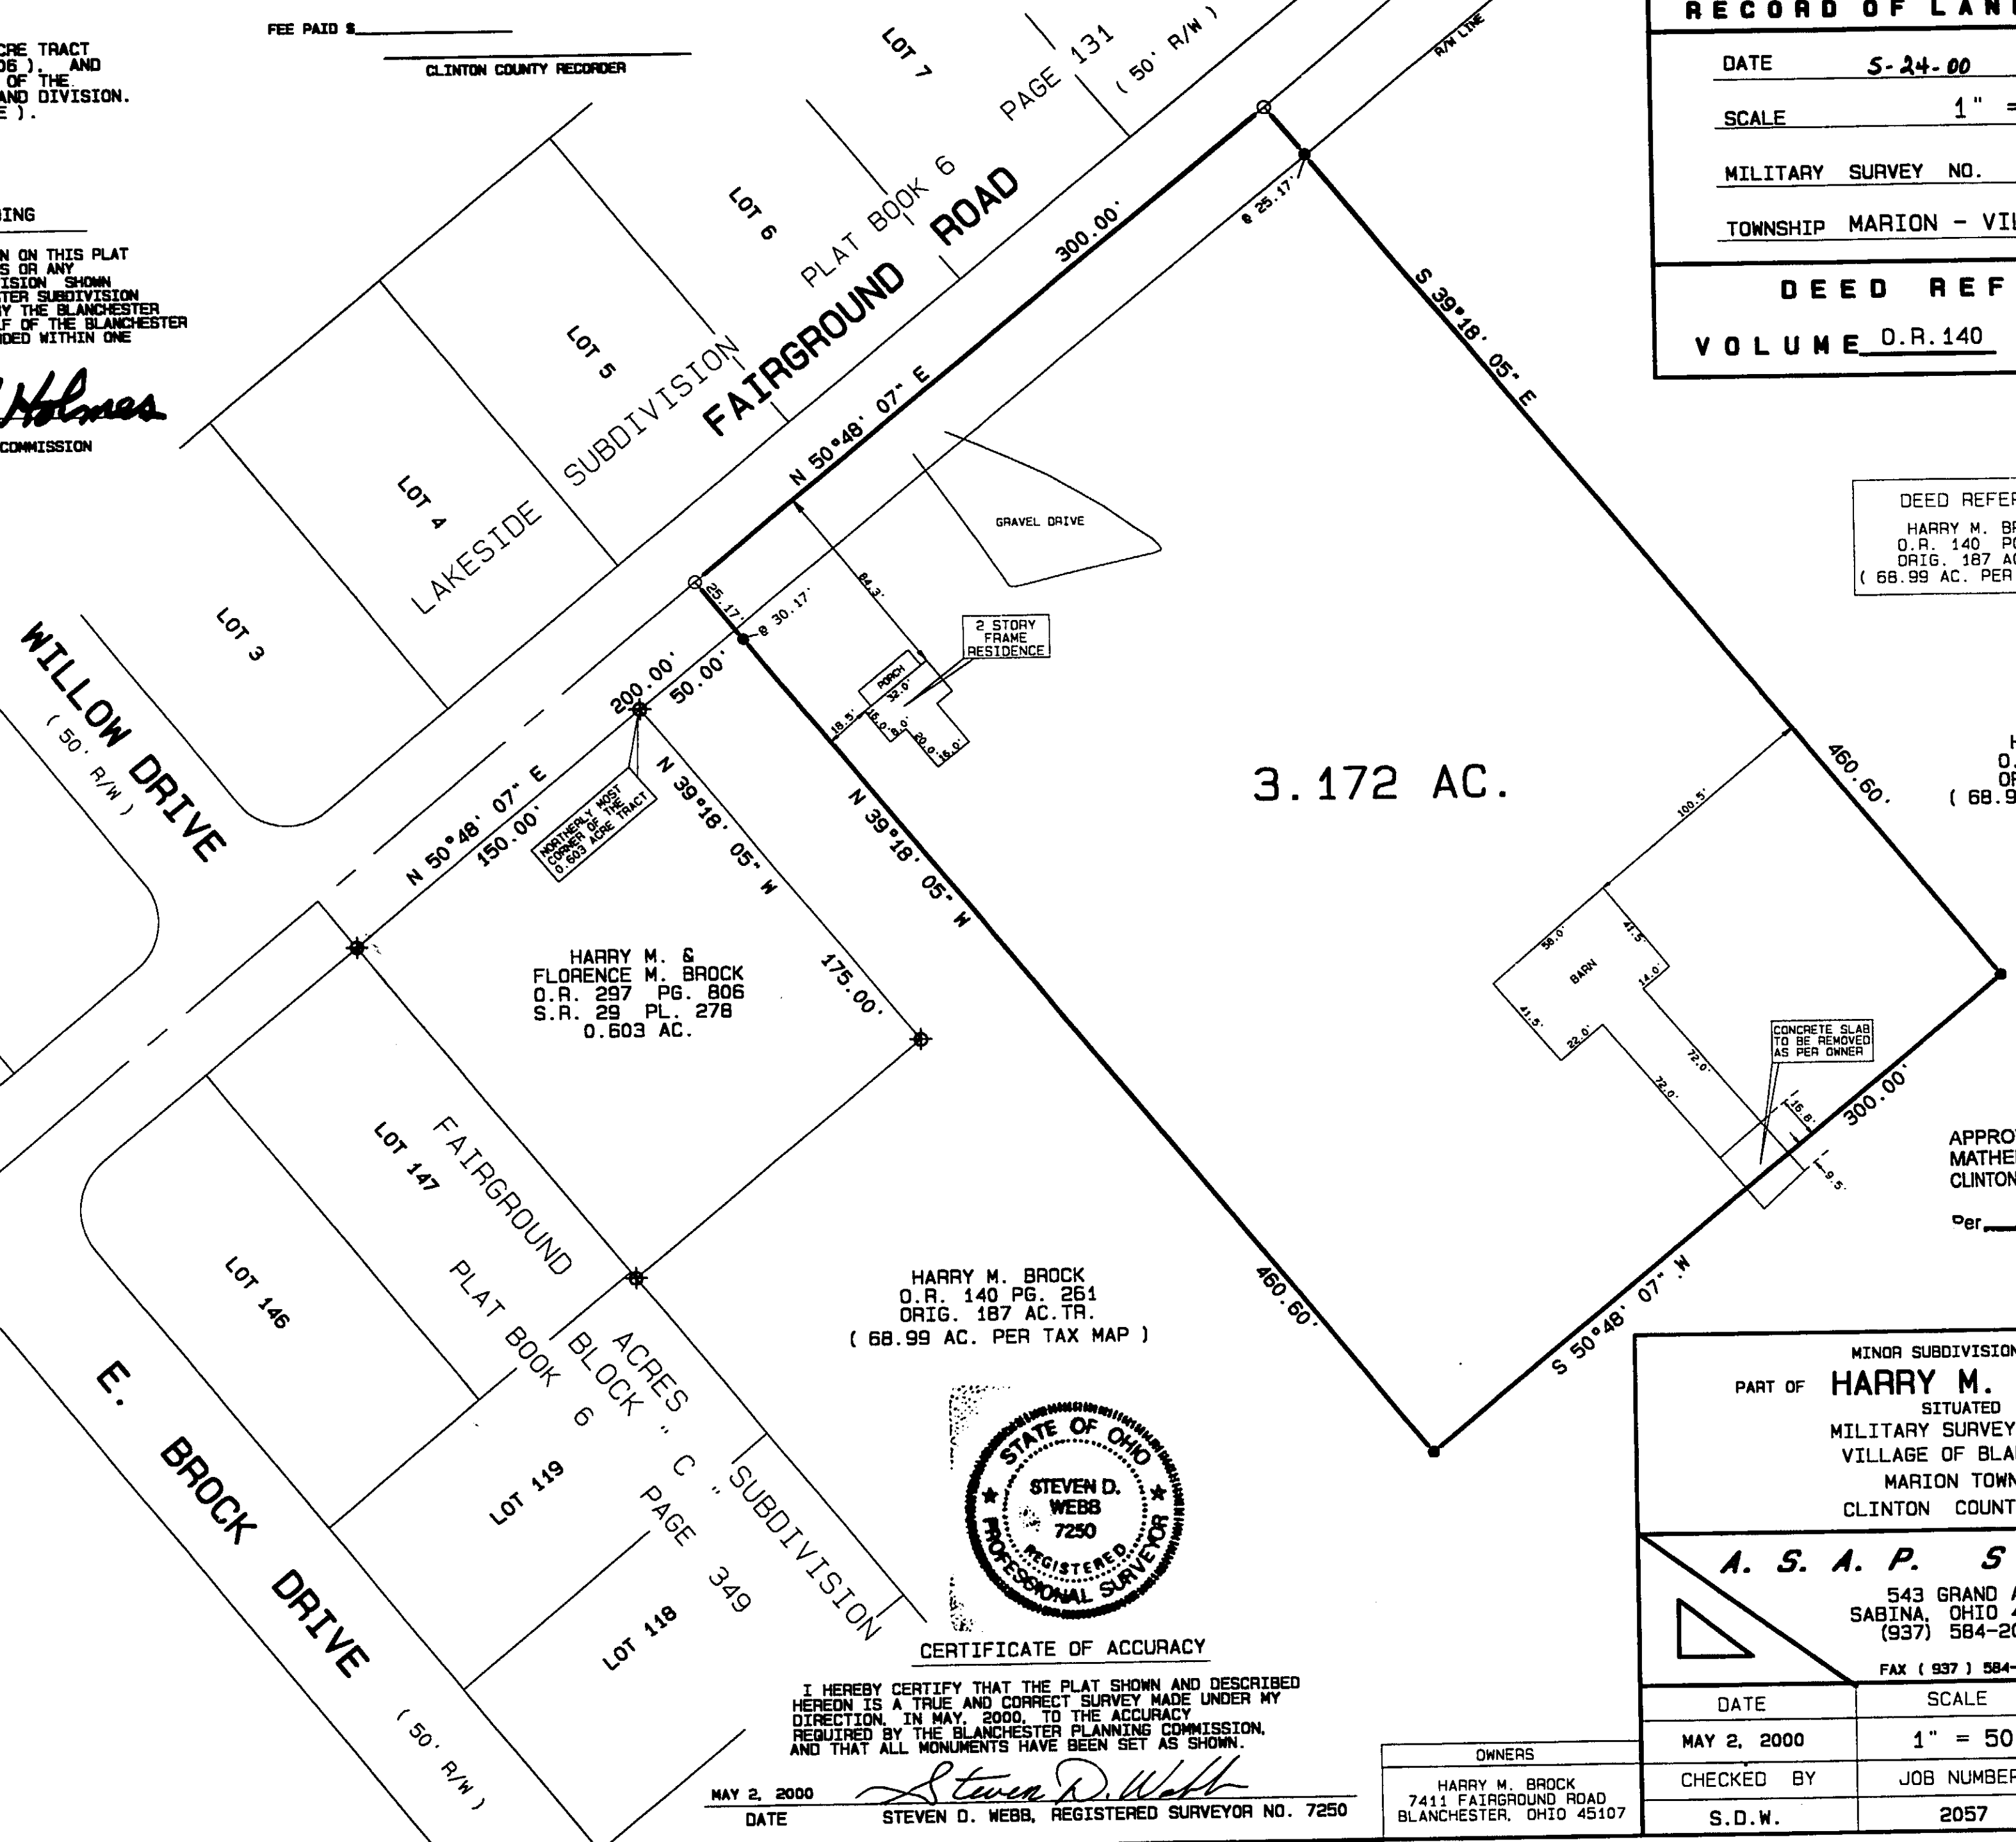 FEE PAID $
CLINTON COUNTY RECORDER
CRE TRACT
06 ). AND
OF THE
AND DIVISION.
E ).
ING
N ON THIS PLAT
S OR ANY
ISION SHOWN
TER SUBDIVISION
BY THE BLANCHESTER
F OF THE BLANCHESTER
DED WITHIN ONE
Holmes
COMMISSION
LOT 7
PAGE 131
( 50' R/W )
R/W LINE
LOT 6
PLAT BOOK 6
FAIRGROUND ROAD
LOT 5
LAKESIDE SUBDIVISION
LOT 4
LOT 3
WILLOW DRIVE
( 50' R/W )
300.00'
N 50°48' 07" E
@ 25.17'
S 39°18' 05" E
460.60'
GRAVEL DRIVE
84.3'
25.17'
@ 30.17'
2 STORY
FRAME
RESIDENCE
PORCH
32.0'
18.5'
16.0'
8.0'
20.0'
16.0'
200.00'
50.00'
N 50°48' 07" E
150.00'
NORTHERLY MOST
CORNER OF THE
0.603 ACRE TRACT
N 39°18' 05" W
175.00'
N 39°18' 05" W
460.60'
3.172 AC.
100.5'
58.0'
41.5'
BARN
14.0'
41.5'
22.0'
72.0'
72.0'
CONCRETE SLAB
TO BE REMOVED
AS PER OWNER
16.8'
9.5'
300.00'
S 50°48' 07" W
HARRY M. &
FLORENCE M. BROCK
O.R. 297 PG. 806
S.R. 29 PL. 278
0.603 AC.
LOT 147
LOT 146
FAIRGROUND ACRES SUBDIVISION
BLOCK " C "
PLAT BOOK 6 PAGE 349
LOT 119
LOT 118
E. BROCK DRIVE
( 50' R/W )
HARRY M. BROCK
O.R. 140 PG. 261
ORIG. 187 AC.TR.
( 68.99 AC. PER TAX MAP )
STATE OF OHIO
STEVEN D.
WEBB
7250
REGISTERED
PROFESSIONAL SURVEYOR
CERTIFICATE OF ACCURACY
I HEREBY CERTIFY THAT THE PLAT SHOWN AND DESCRIBED
HEREON IS A TRUE AND CORRECT SURVEY MADE UNDER MY
DIRECTION, IN MAY, 2000, TO THE ACCURACY
REQUIRED BY THE BLANCHESTER PLANNING COMMISSION,
AND THAT ALL MONUMENTS HAVE BEEN SET AS SHOWN.
MAY 2, 2000 Steven D. Webb
DATE STEVEN D. WEBB, REGISTERED SURVEYOR NO. 7250
OWNERS
HARRY M. BROCK
7411 FAIRGROUND ROAD
BLANCHESTER, OHIO 45107
RECORD OF LAN
DATE 5-24-00
SCALE 1" =
MILITARY SURVEY NO.
TOWNSHIP MARION - VI
DEED REF
VOLUME O.R. 140
DEED REFE
HARRY M. B
O.R. 140 P
ORIG. 187 A
( 68.99 AC. PER
H
O.
OR
( 68.9
APPRO
MATHE
CLINTON
Per
MINOR SUBDIVISION
PART OF HARRY M.
SITUATED
MILITARY SURVEY
VILLAGE OF BLA
MARION TOWN
CLINTON COUNT
A. S. A. P. S
543 GRAND A
SABINA, OHIO 4
(937) 584-20
FAX ( 937 ) 584-
DATE SCALE
MAY 2, 2000 1" = 50
CHECKED BY JOB NUMBER
S.D.W. 2057